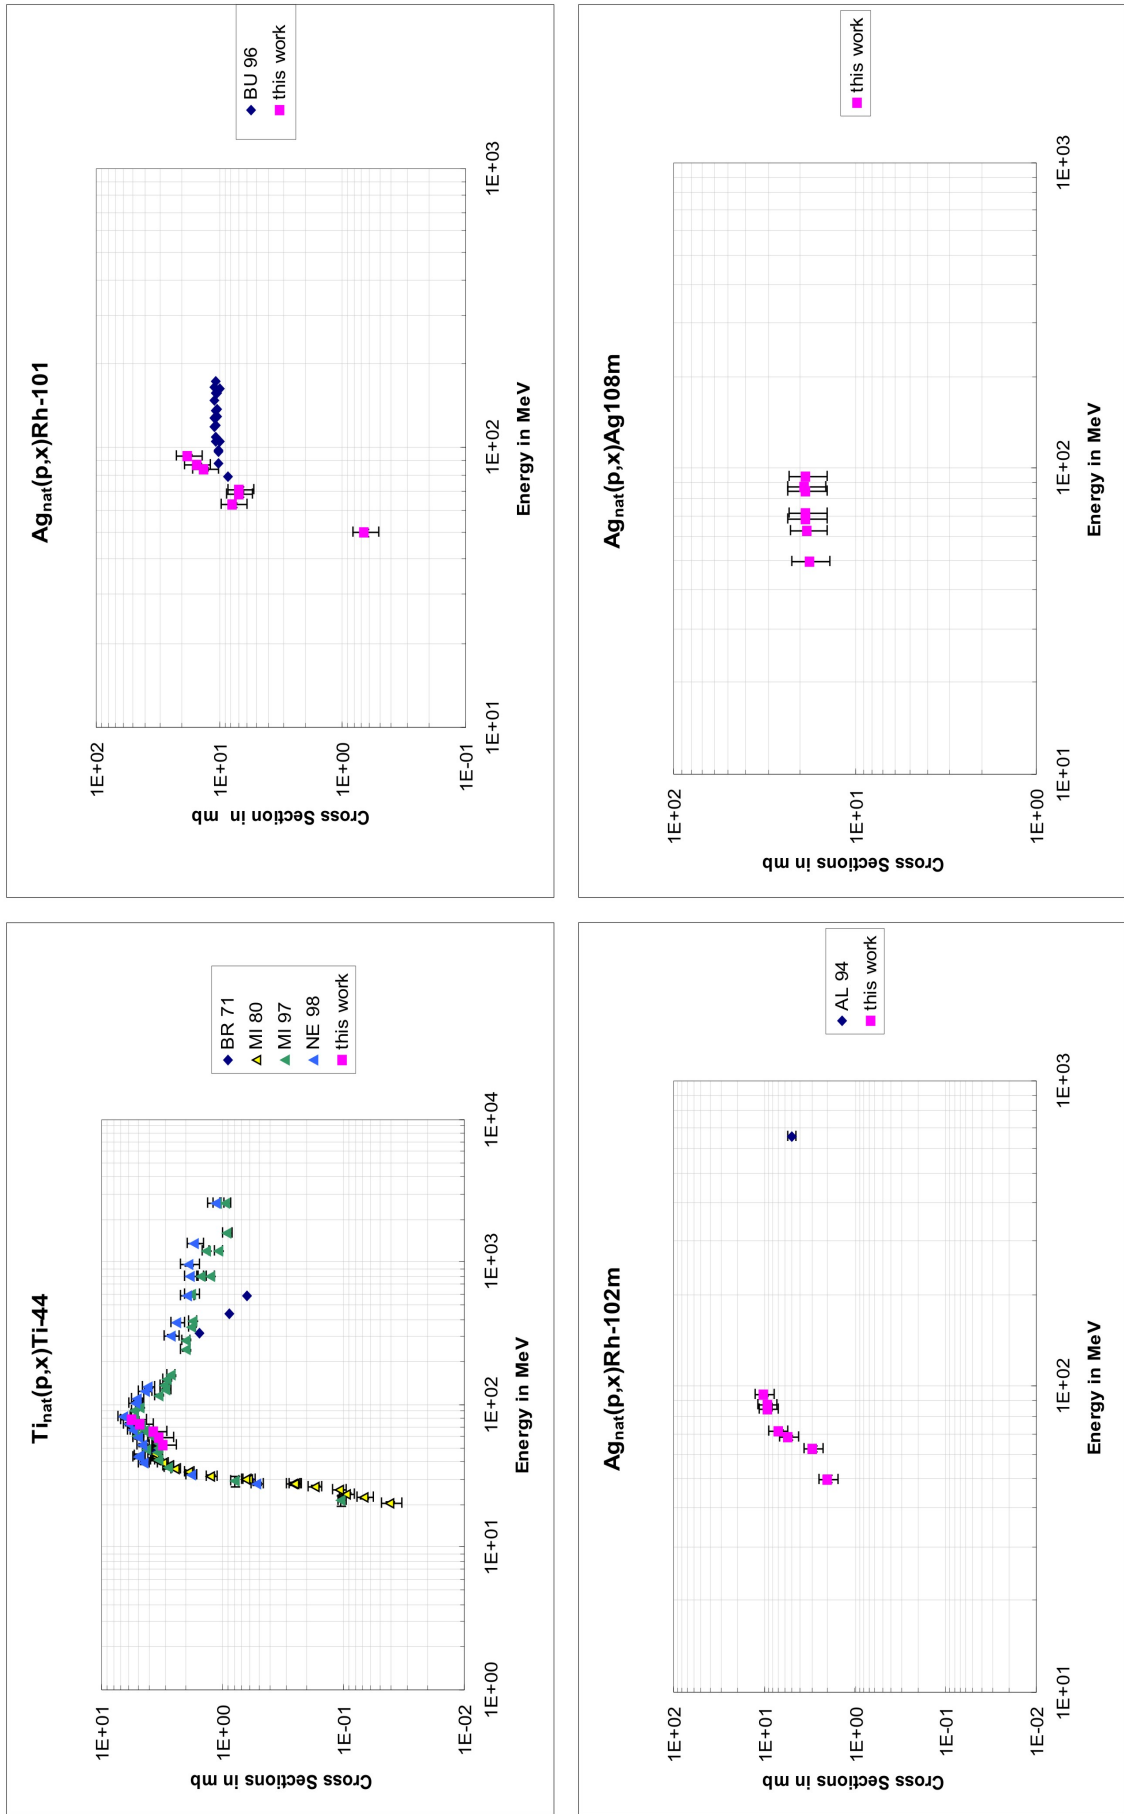 Ti_nat(p,x)Ti-44
Cross Sections in mb
1E+01
1E+00
1E-01
1E-02
1E+00
1E+01
1E+02
1E+03
1E+04
Energy in MeV
BR 71
MI 80
MI 97
NE 98
this work
Ag_nat(p,x)Rh-101
Cross Section in mb
1E+02
1E+01
1E+00
1E-01
1E+01
1E+02
1E+03
Energy in MeV
BU 96
this work
Ag_nat(p,x)Rh-102m
Cross Sections in mb
1E+02
1E+01
1E+00
1E-01
1E-02
1E+01
1E+02
1E+03
Energy in MeV
AL 94
this work
Ag_nat(p,x)Ag108m
Cross Sections in mb
1E+02
1E+01
1E+00
1E+01
1E+02
1E+03
Energy in MeV
this work